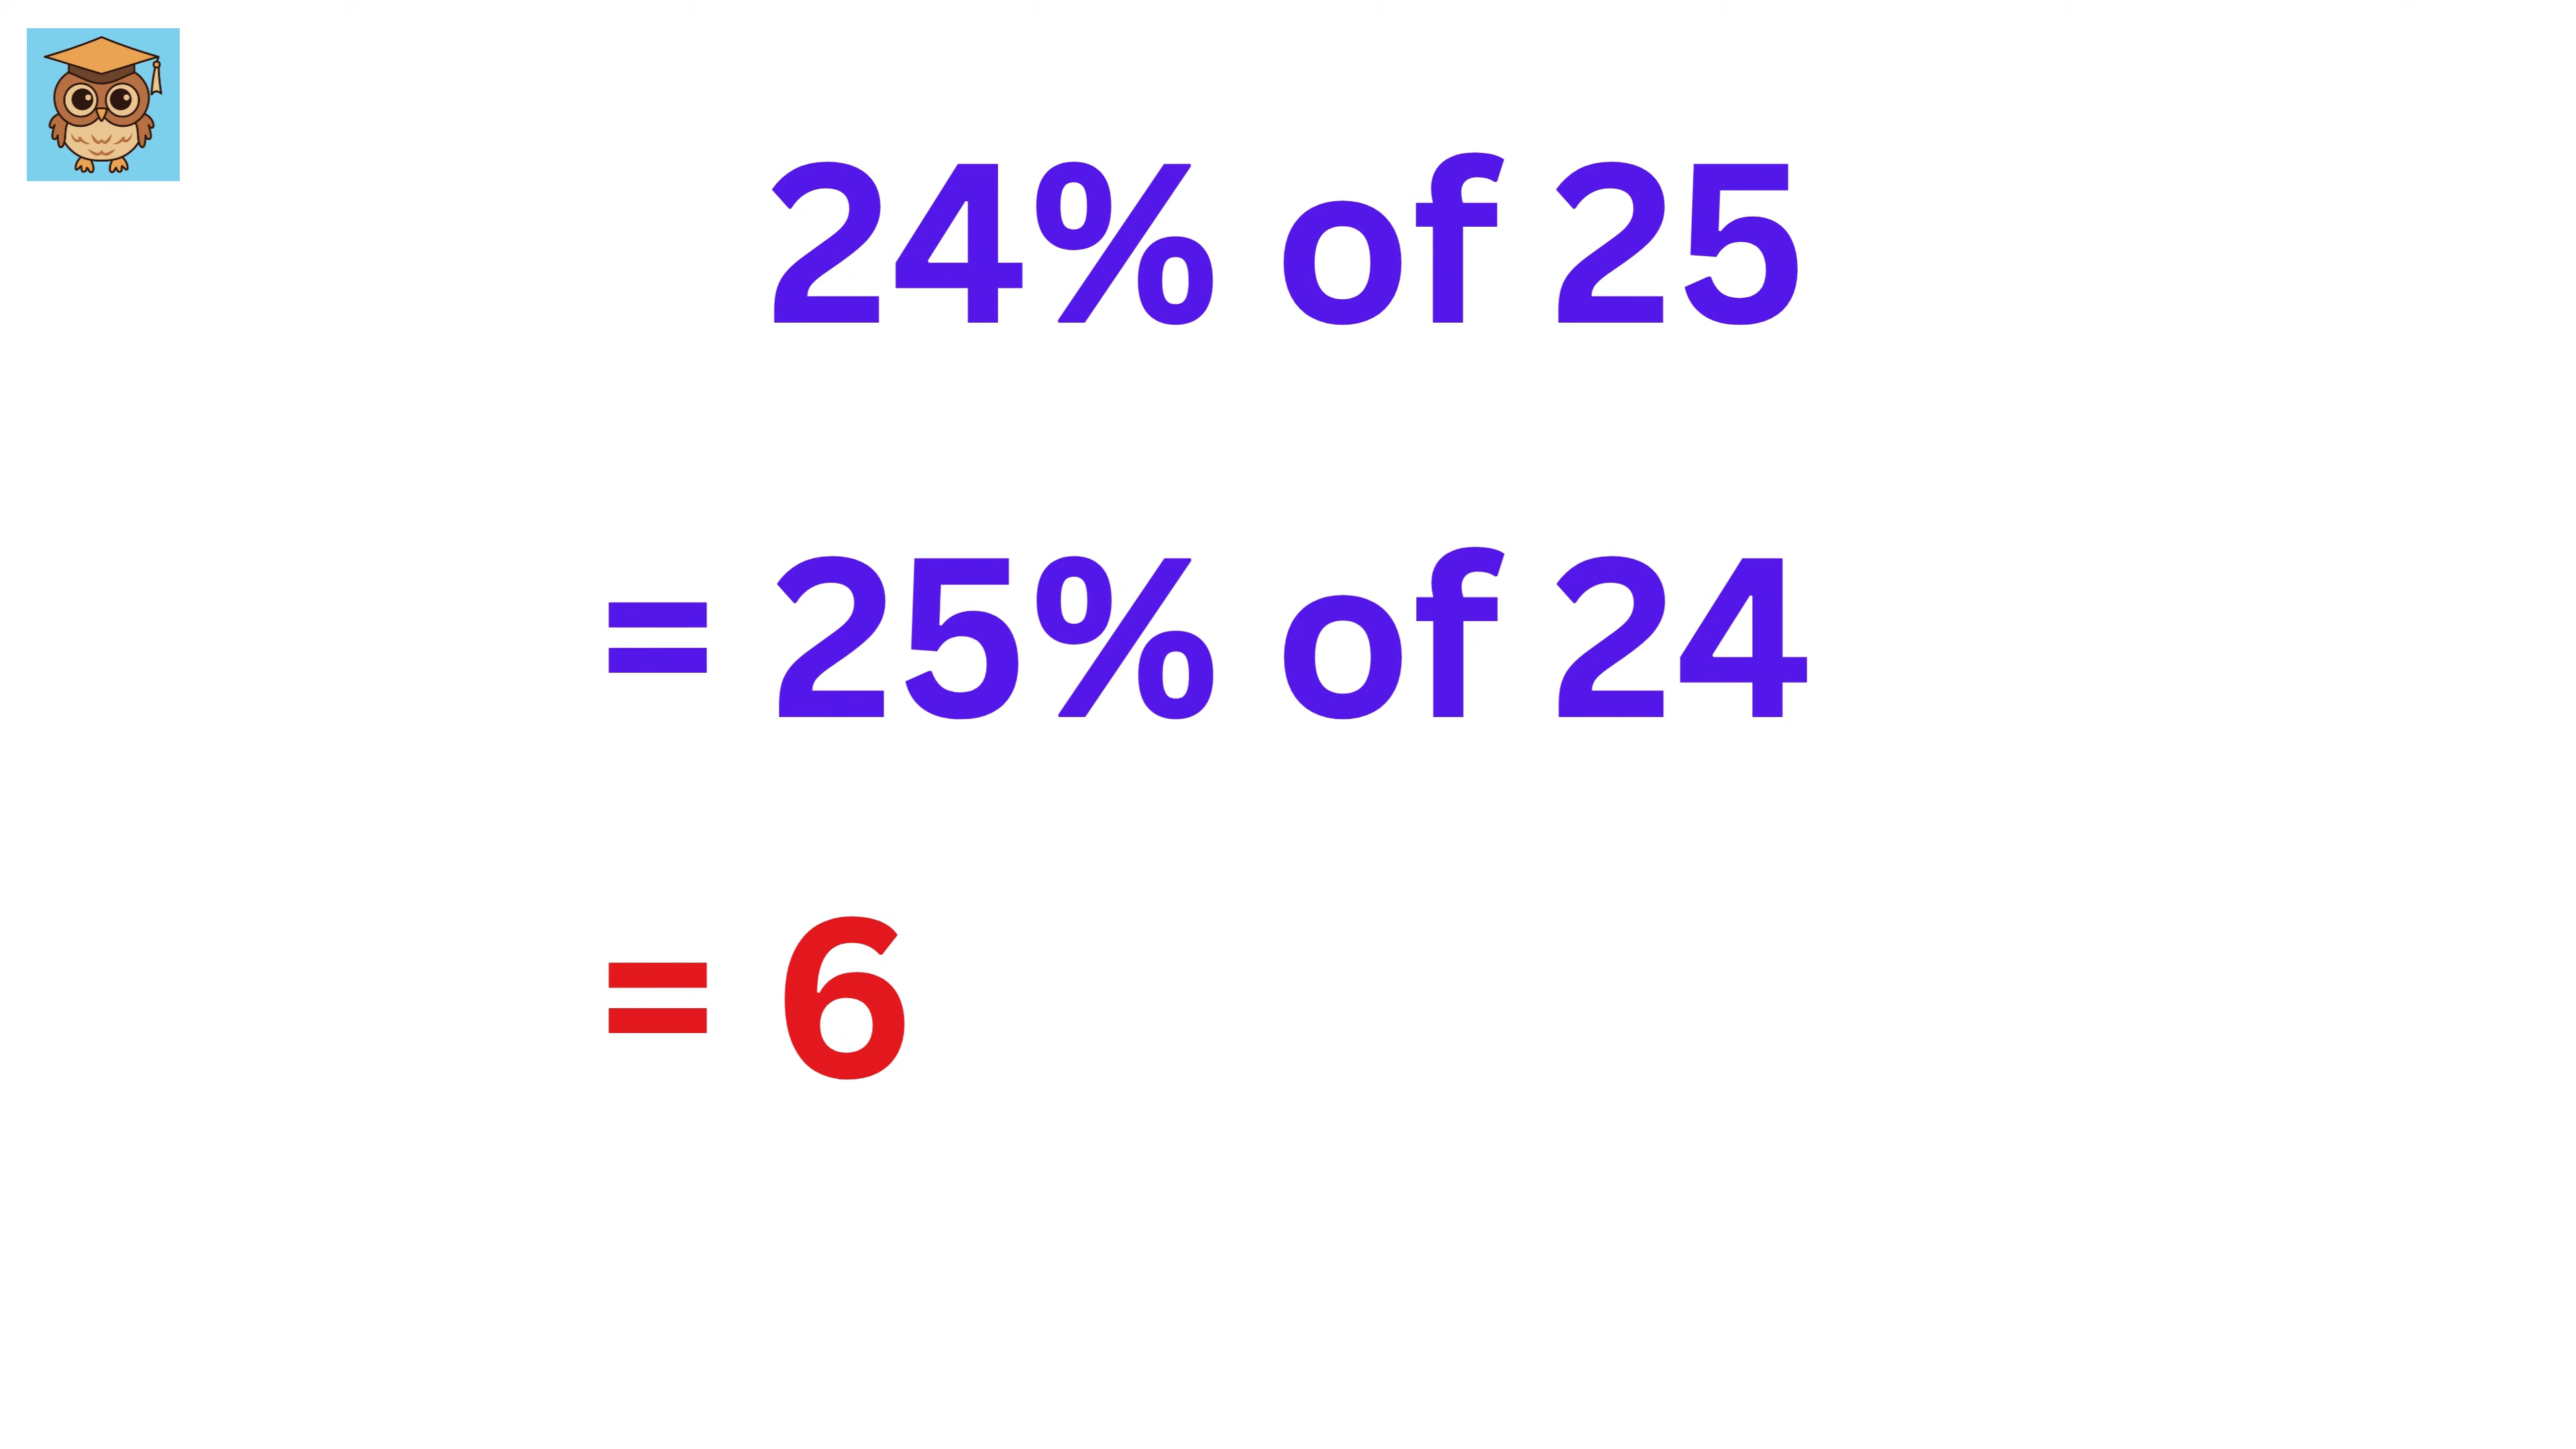 24% of 25
= 25% of 24
= 6